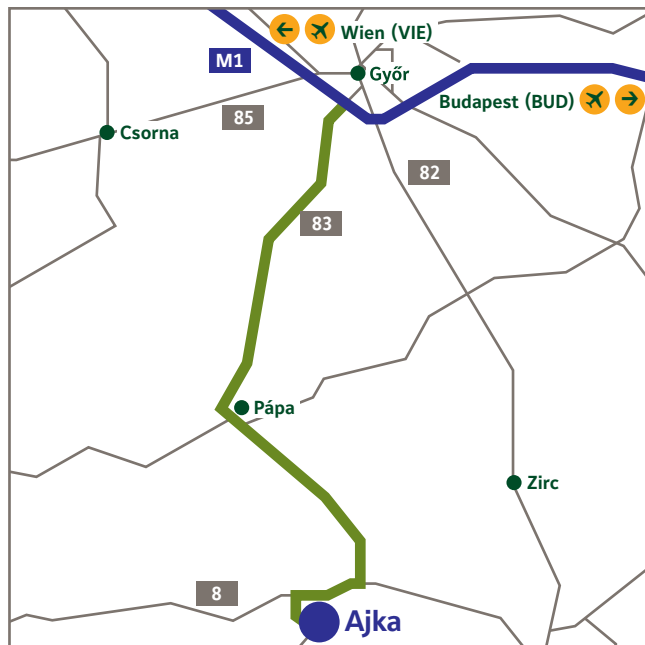 Wien (VIE)
M1
Győr
Budapest (BUD)
85
Csorna
82
83
Pápa
Zirc
8
Ajka